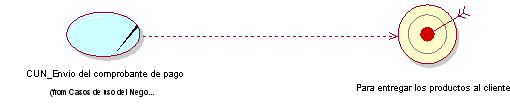 CUN_Envio del comprobante de pago
(from Casos de uso del Nego...
Para entregar los productos al cliente